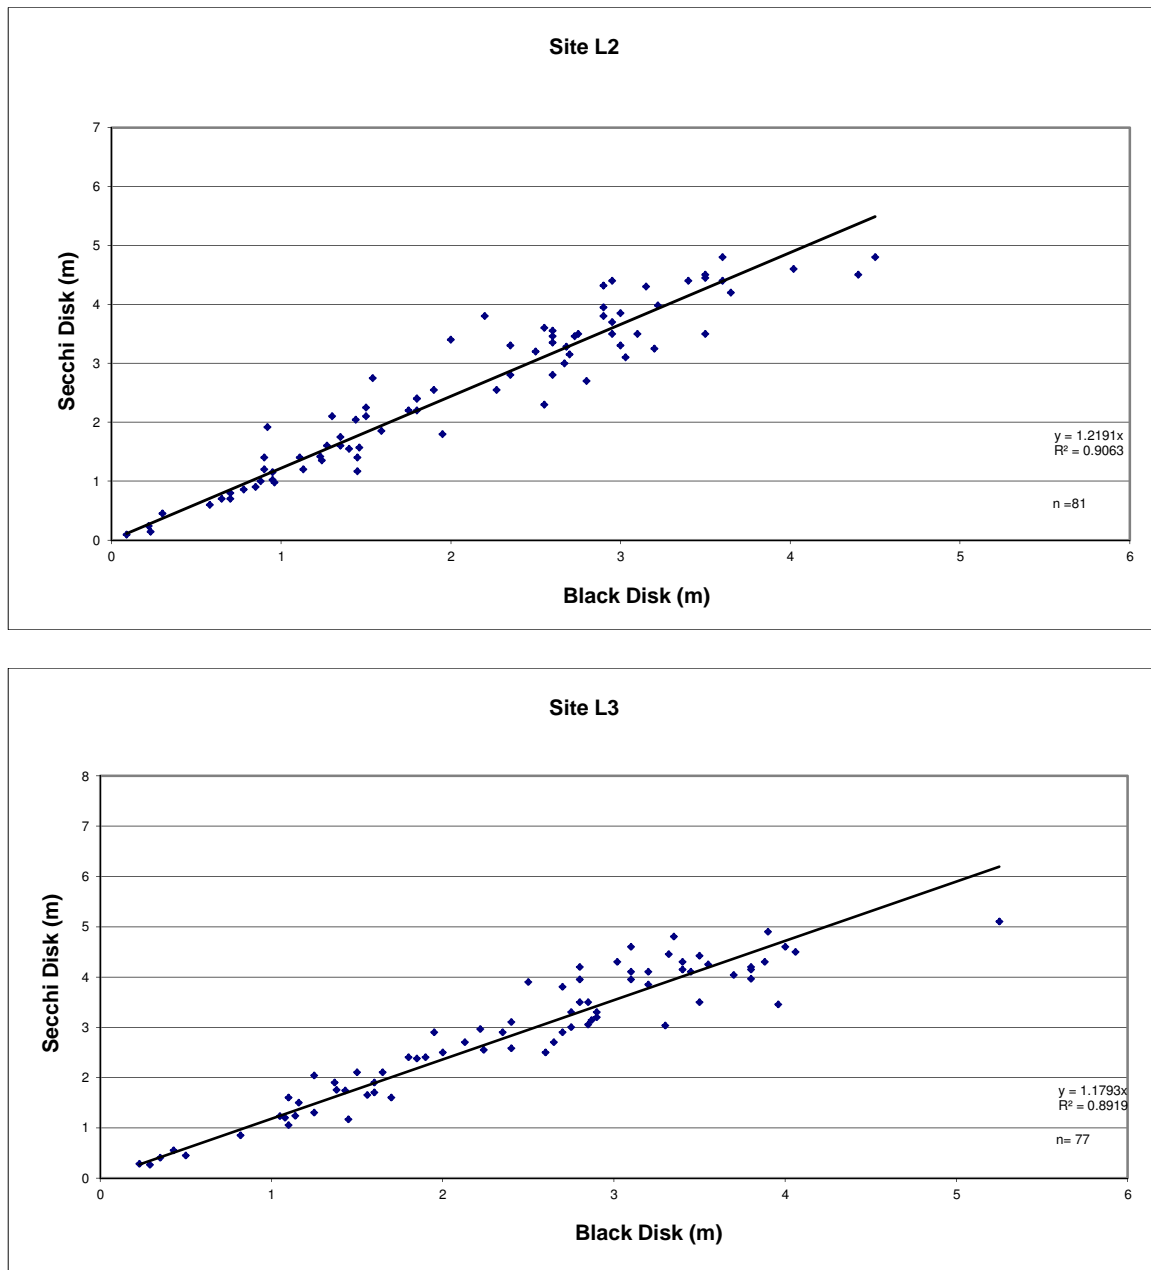 Site L2
7
6
5
4
3
2
1
0
Secchi Disk (m)
y = 1.2191x
R² = 0.9063
n =81
0 1 2 3 4 5 6
Black Disk (m)
Site L3
8
7
6
5
4
3
2
1
0
Secchi Disk (m)
y = 1.1793x
R² = 0.8919
n= 77
0 1 2 3 4 5 6
Black Disk (m)